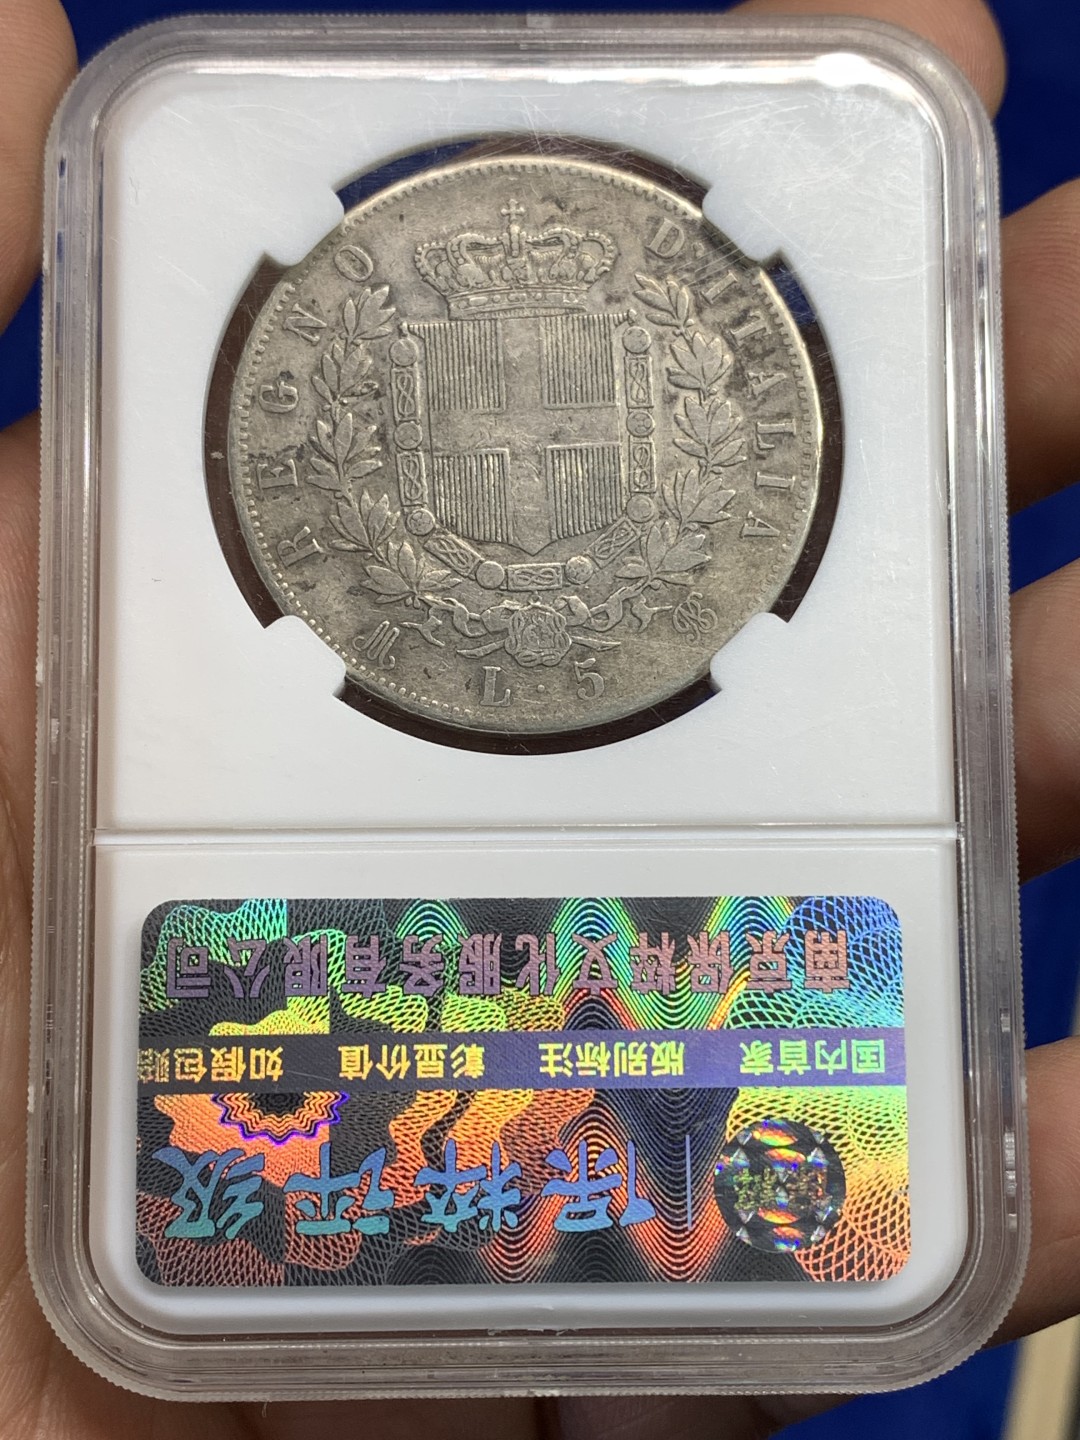 REGNO D'ITALIA
M
B
L·5
保粹评级
国内首家 版别标注 彰显价值 如假包赔
南京保粹文化服务有限公司